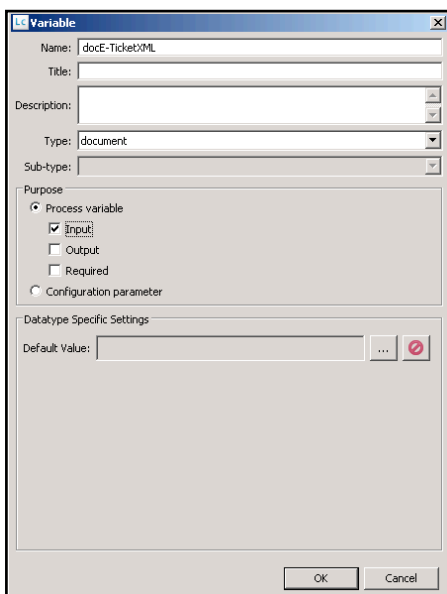 Lc Variable
Name: docE-TicketXML
Title:
Description:
Type: document
Sub-type:
Purpose
Process variable
Input
Output
Required
Configuration parameter
Datatype Specific Settings
Default Value: ...
OK Cancel